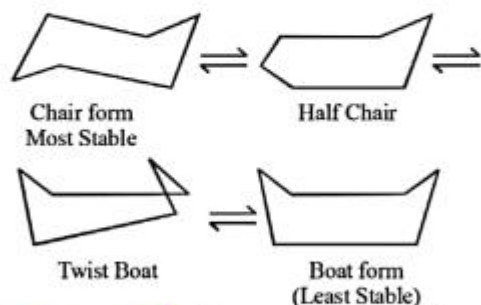 Chair form
Most Stable
Half Chair
Twist Boat
Boat form
(Least Stable)